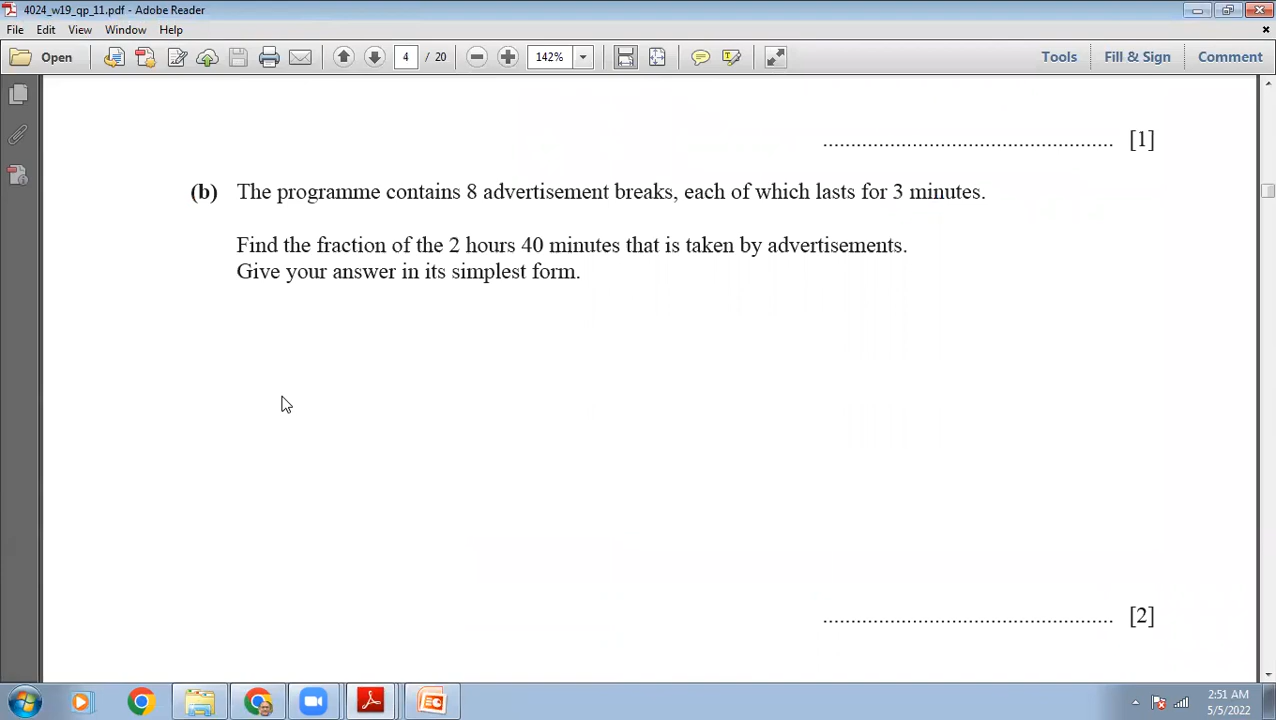 4024_w19_qp_11.pdf - Adobe Reader
File Edit View Window Help
Open 4 / 20 142% Tools Fill & Sign Comment
.................................................... [1]
(b) The programme contains 8 advertisement breaks, each of which lasts for 3 minutes.
Find the fraction of the 2 hours 40 minutes that is taken by advertisements.
Give your answer in its simplest form.
.................................................... [2]
2:51 AM
5/5/2022